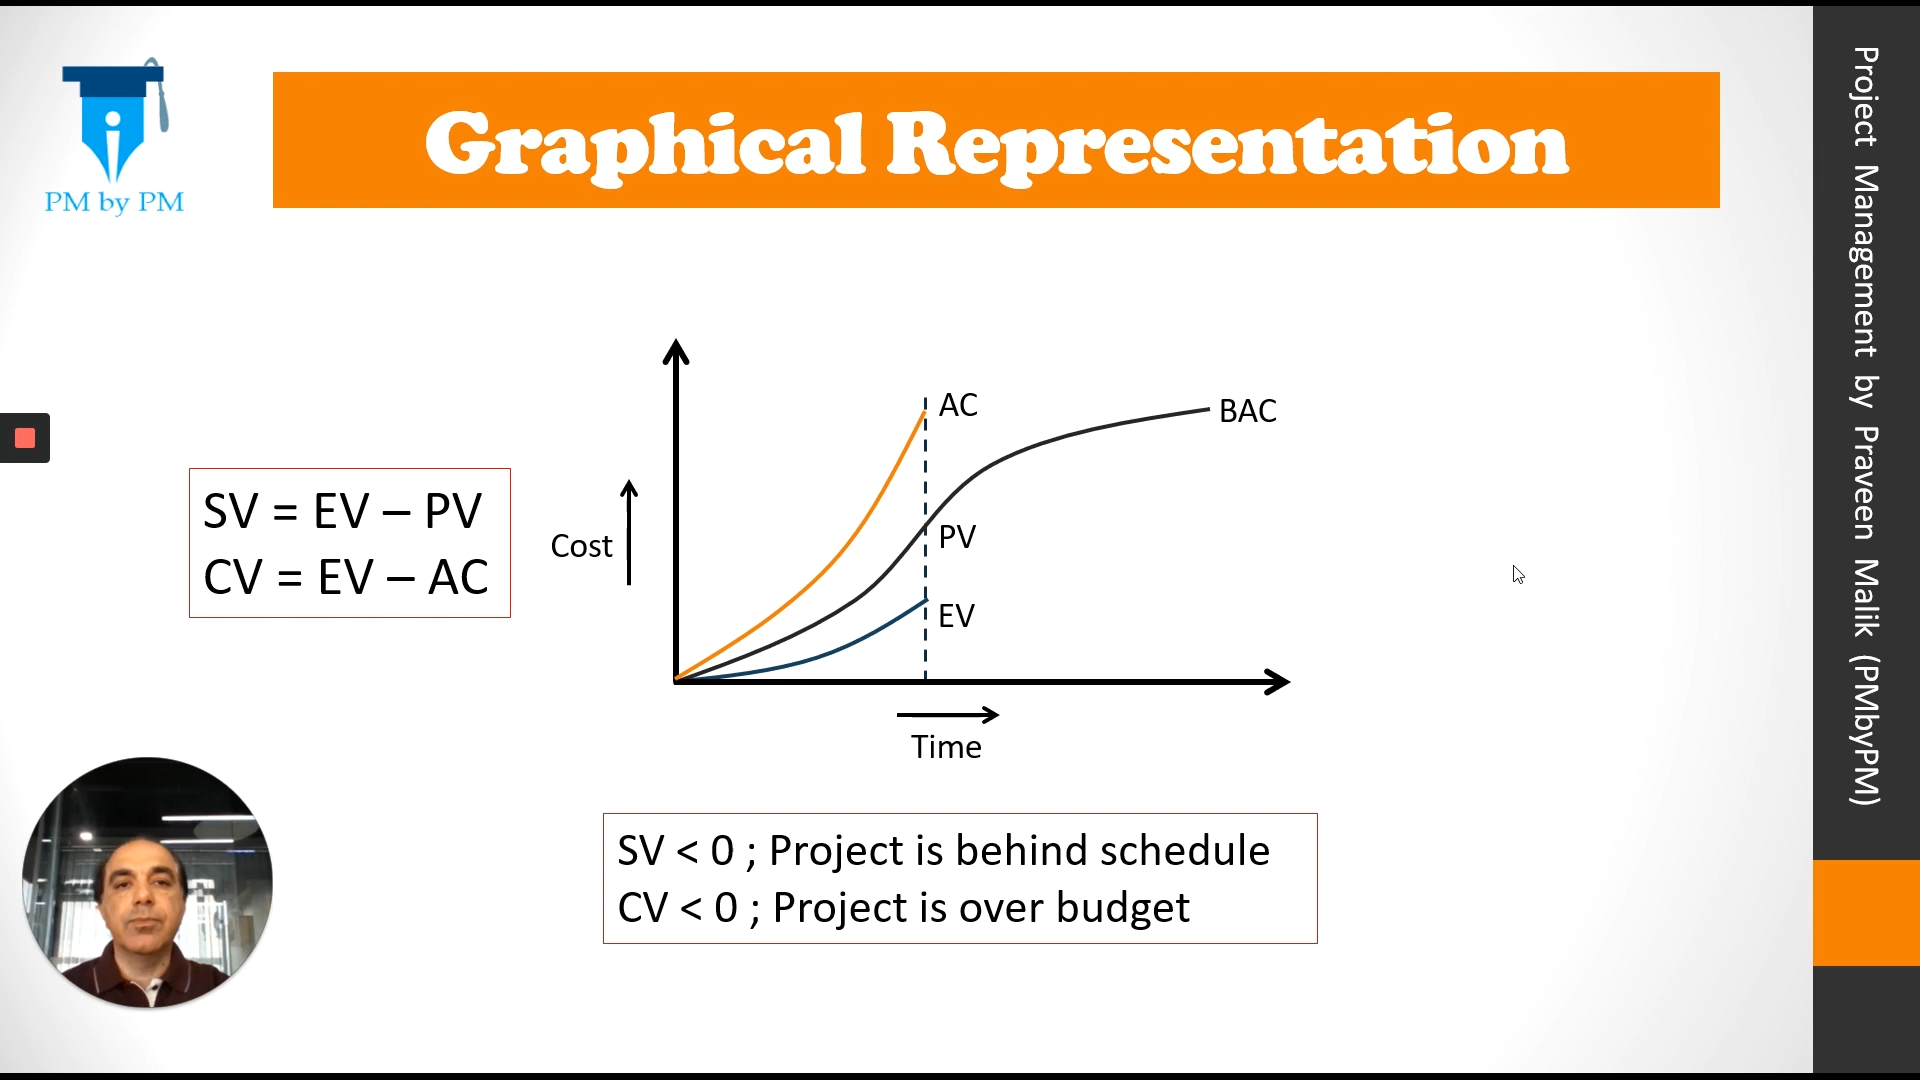 PM by PM
Graphical Representation
Project Management by Praveen Malik (PMbyPM)
SV = EV – PV
CV = EV – AC
AC
BAC
PV
EV
Cost
Time
SV < 0 ; Project is behind schedule
CV < 0 ; Project is over budget